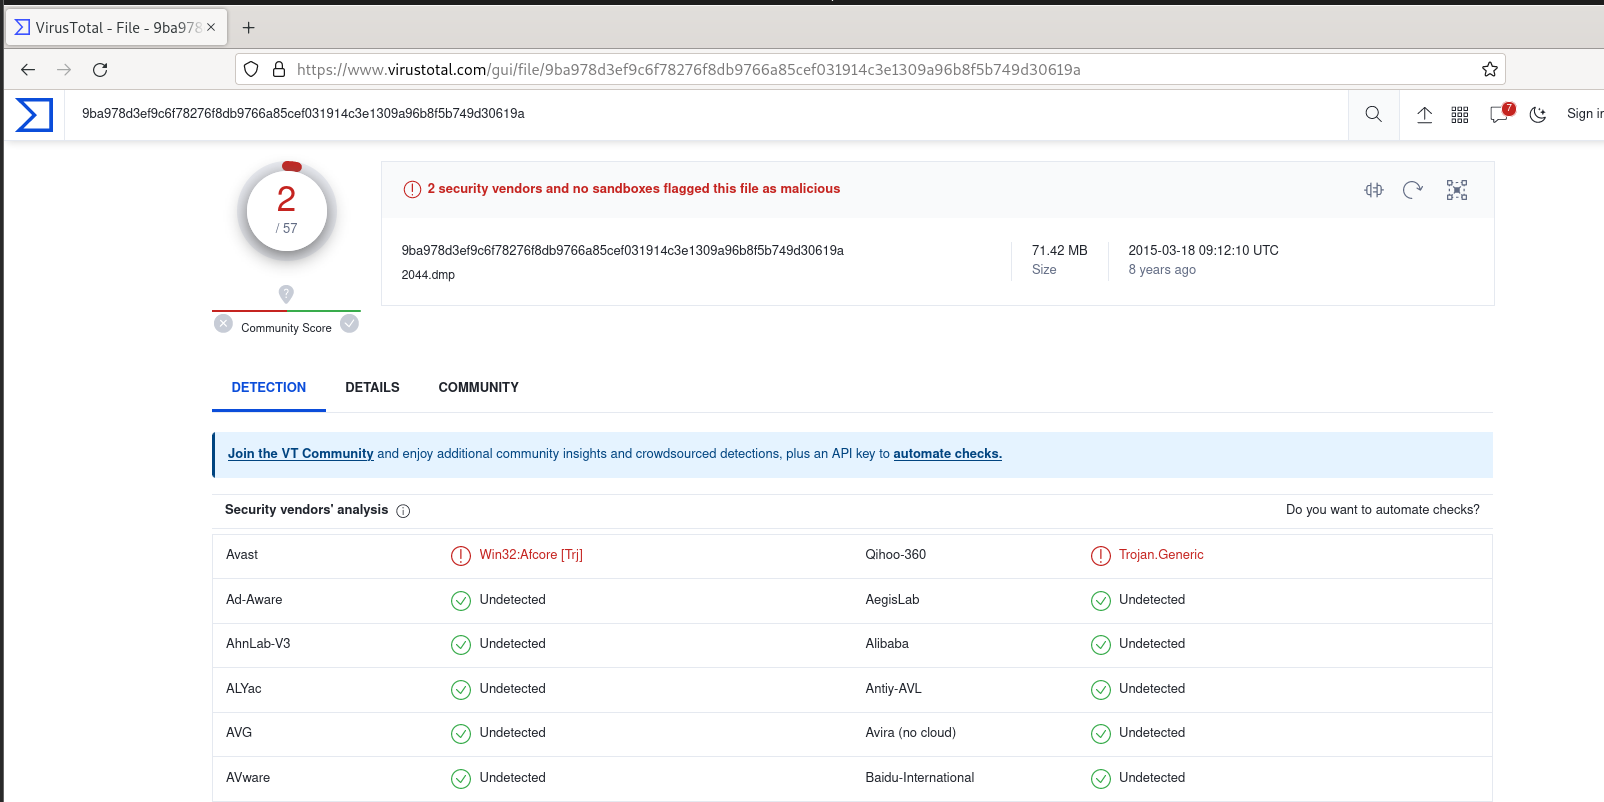 VirusTotal - File - 9ba978
https://www.virustotal.com/gui/file/9ba978d3ef9c6f78276f8db9766a85cef031914c3e1309a96b8f5b749d30619a
9ba978d3ef9c6f78276f8db9766a85cef031914c3e1309a96b8f5b749d30619a
7
Sign in
2
/ 57
2 security vendors and no sandboxes flagged this file as malicious
9ba978d3ef9c6f78276f8db9766a85cef031914c3e1309a96b8f5b749d30619a
2044.dmp
71.42 MB
Size
2015-03-18 09:12:10 UTC
8 years ago
?
Community Score
DETECTION DETAILS COMMUNITY
Join the VT Community and enjoy additional community insights and crowdsourced detections, plus an API key to automate checks.
Security vendors' analysis Do you want to automate checks?
Avast Win32:Afcore [Trj] Qihoo-360 Trojan.Generic
Ad-Aware Undetected AegisLab Undetected
AhnLab-V3 Undetected Alibaba Undetected
ALYac Undetected Antiy-AVL Undetected
AVG Undetected Avira (no cloud) Undetected
AVware Undetected Baidu-International Undetected